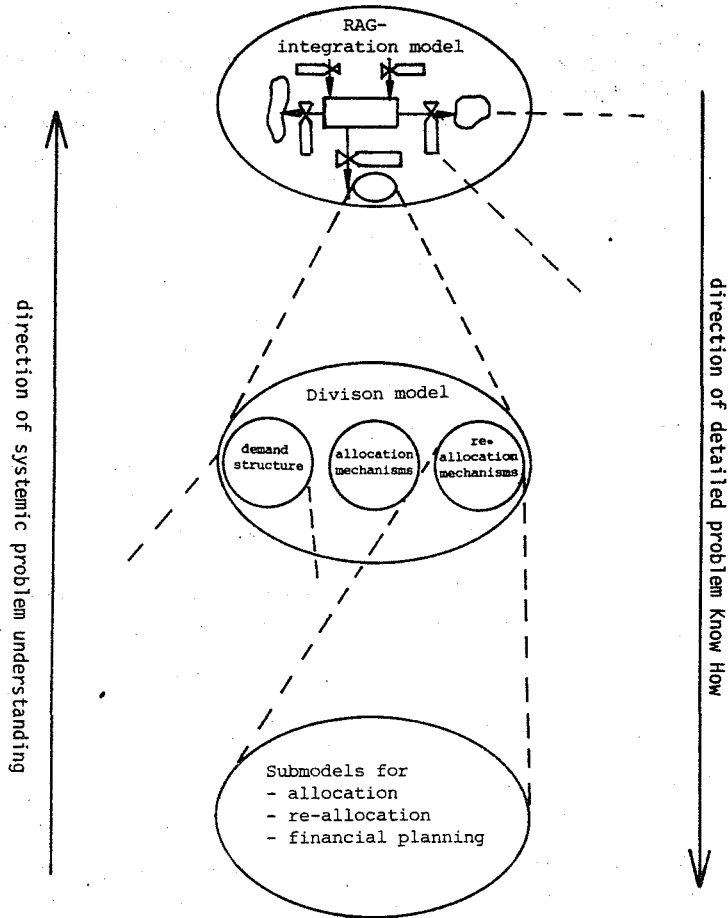 RAG-
integration model
direction of systemic problem understanding
direction of detailed problem Know How
Divison model
demand
structure
allocation
mechanisms
re-
allocation
mechanisms
Submodels for
- allocation
- re-allocation
- financial planning